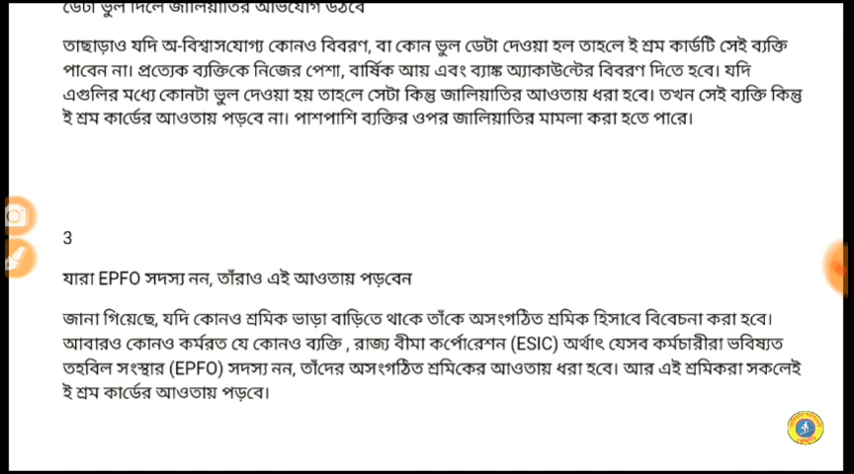 ডেটা ভুল দিলে জালিয়াতির অভিযোগ উঠবে
তাছাড়াও যদি অ-বিশ্বাসযোগ্য কোনও বিবরণ, বা কোন ভুল ডেটা দেওয়া হল তাহলে ই শ্রম কার্ডটি সেই ব্যক্তি
পাবেন না। প্রত্যেক ব্যক্তিকে নিজের পেশা, বার্ষিক আয় এবং ব্যাঙ্ক অ্যাকাউন্টের বিবরণ দিতে হবে। যদি
এগুলির মধ্যে কোনটা ভুল দেওয়া হয় তাহলে সেটা কিন্তু জালিয়াতির আওতায় ধরা হবে। তখন সেই ব্যক্তি কিন্তু
ই শ্রম কার্ডের আওতায় পড়বে না। পাশপাশি ব্যক্তির ওপর জালিয়াতির মামলা করা হতে পারে।
3
যারা EPFO সদস্য নন, তাঁরাও এই আওতায় পড়বেন
জানা গিয়েছে, যদি কোনও শ্রমিক ভাড়া বাড়িতে থাকে তাঁকে অসংগঠিত শ্রমিক হিসাবে বিবেচনা করা হবে।
আবারও কোনও কর্মরত যে কোনও ব্যক্তি , রাজ্য বীমা কর্পোরেশন (ESIC) অর্থাৎ যেসব কর্মচারীরা ভবিষ্যত
তহবিল সংস্থার (EPFO) সদস্য নন, তাঁদের অসংগঠিত শ্রমিকের আওতায় ধরা হবে। আর এই শ্রমিকরা সকলেই
ই শ্রম কার্ডের আওতায় পড়বে।